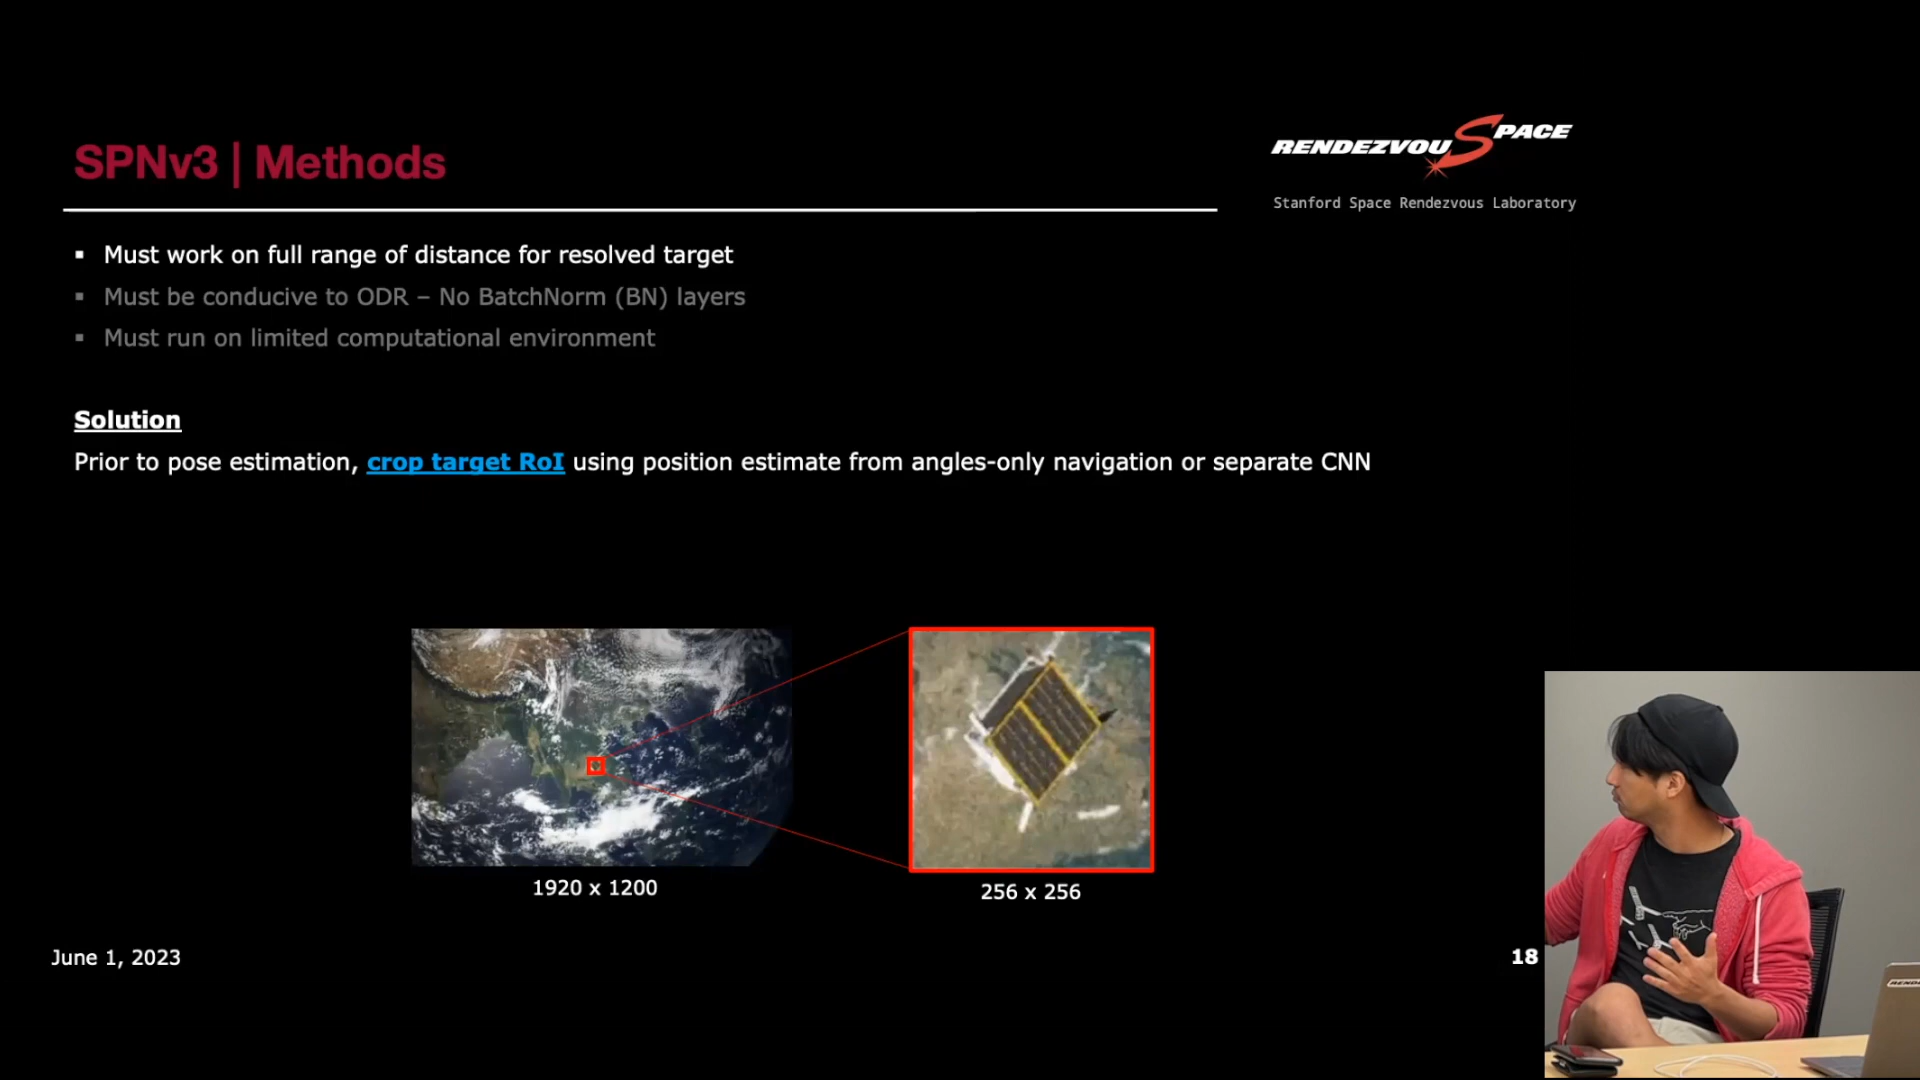 SPNv3 | Methods
RENDEZVOUSPACE
Stanford Space Rendezvous Laboratory
▪ Must work on full range of distance for resolved target
▪ Must be conducive to ODR – No BatchNorm (BN) layers
▪ Must run on limited computational environment
Solution
Prior to pose estimation, crop target RoI using position estimate from angles-only navigation or separate CNN
1920 x 1200
256 x 256
June 1, 2023
18